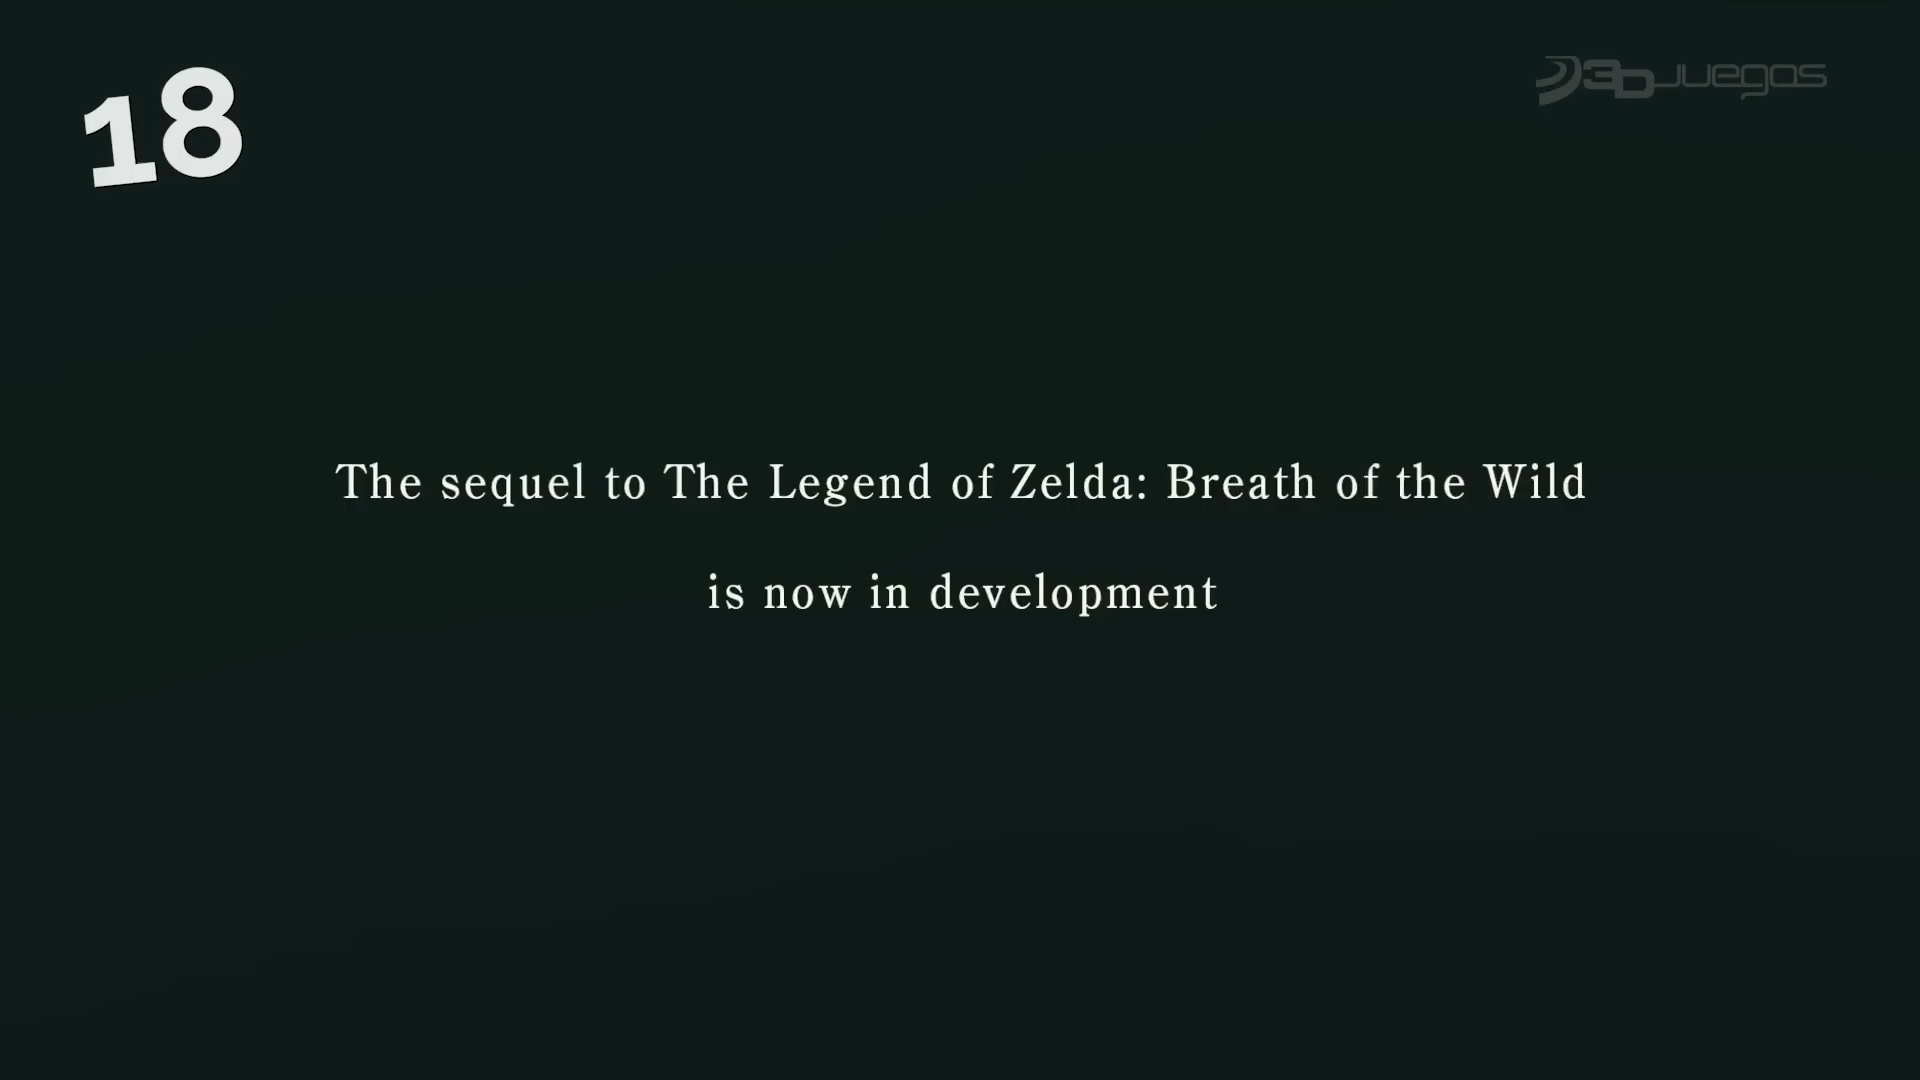 18
3DJuegos
The sequel to The Legend of Zelda: Breath of the Wild
is now in development